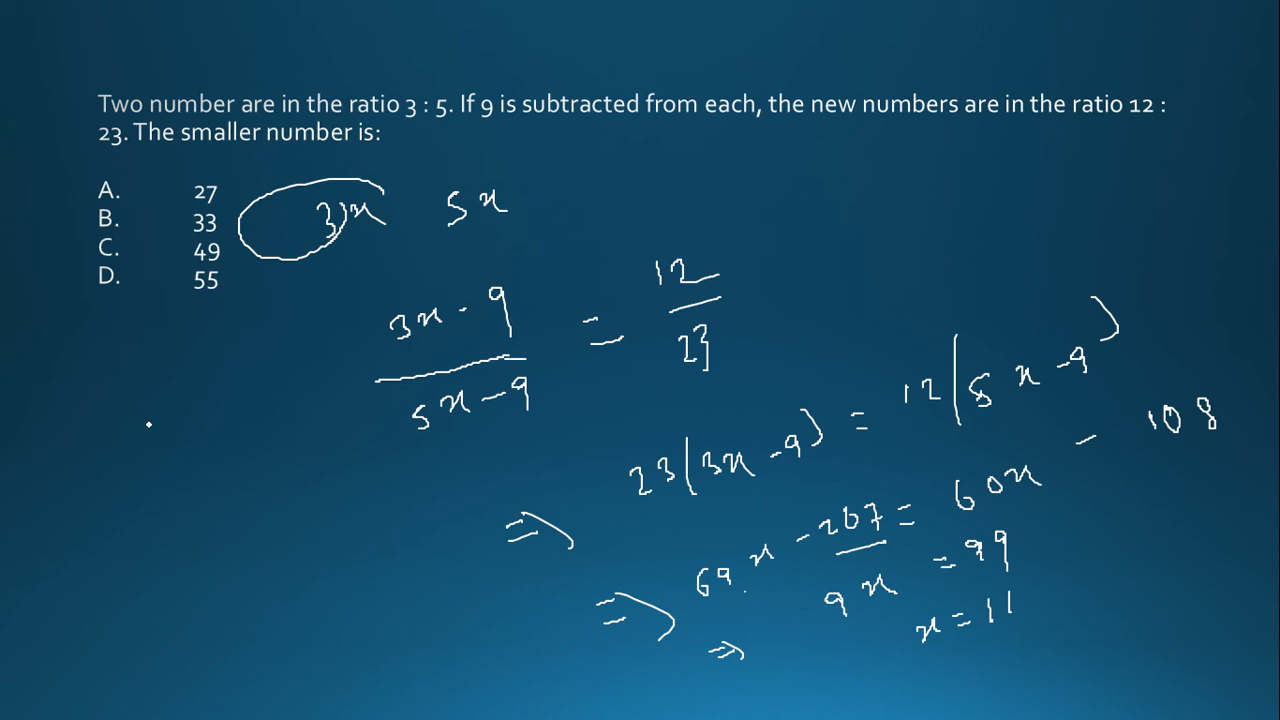 Two number are in the ratio 3 : 5. If 9 is subtracted from each, the new numbers are in the ratio 12 :
23. The smaller number is:
A. 27
B. 33
C. 49
D. 55
3x 5x
3x - 9 / 5x - 9 = 12 / 23
23(3x - 9) = 12(5x - 9)
⇒ 69x - 267 = 60x - 108
⇒ 9x = 99
⇒ x = 11